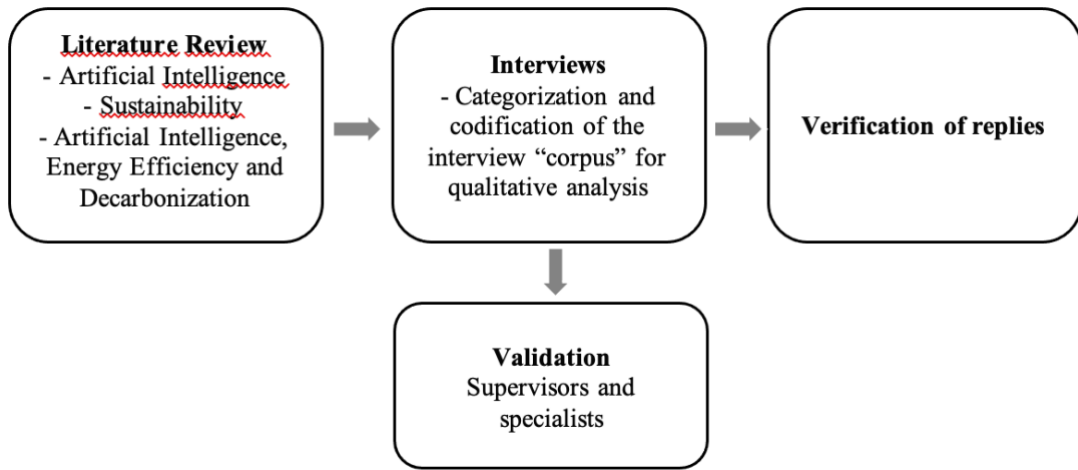 Literature Review
- Artificial Intelligence
- Sustainability
- Artificial Intelligence,
Energy Efficiency and
Decarbonization
Interviews
- Categorization and
codification of the
interview “corpus” for
qualitative analysis
Verification of replies
Validation
Supervisors and
specialists